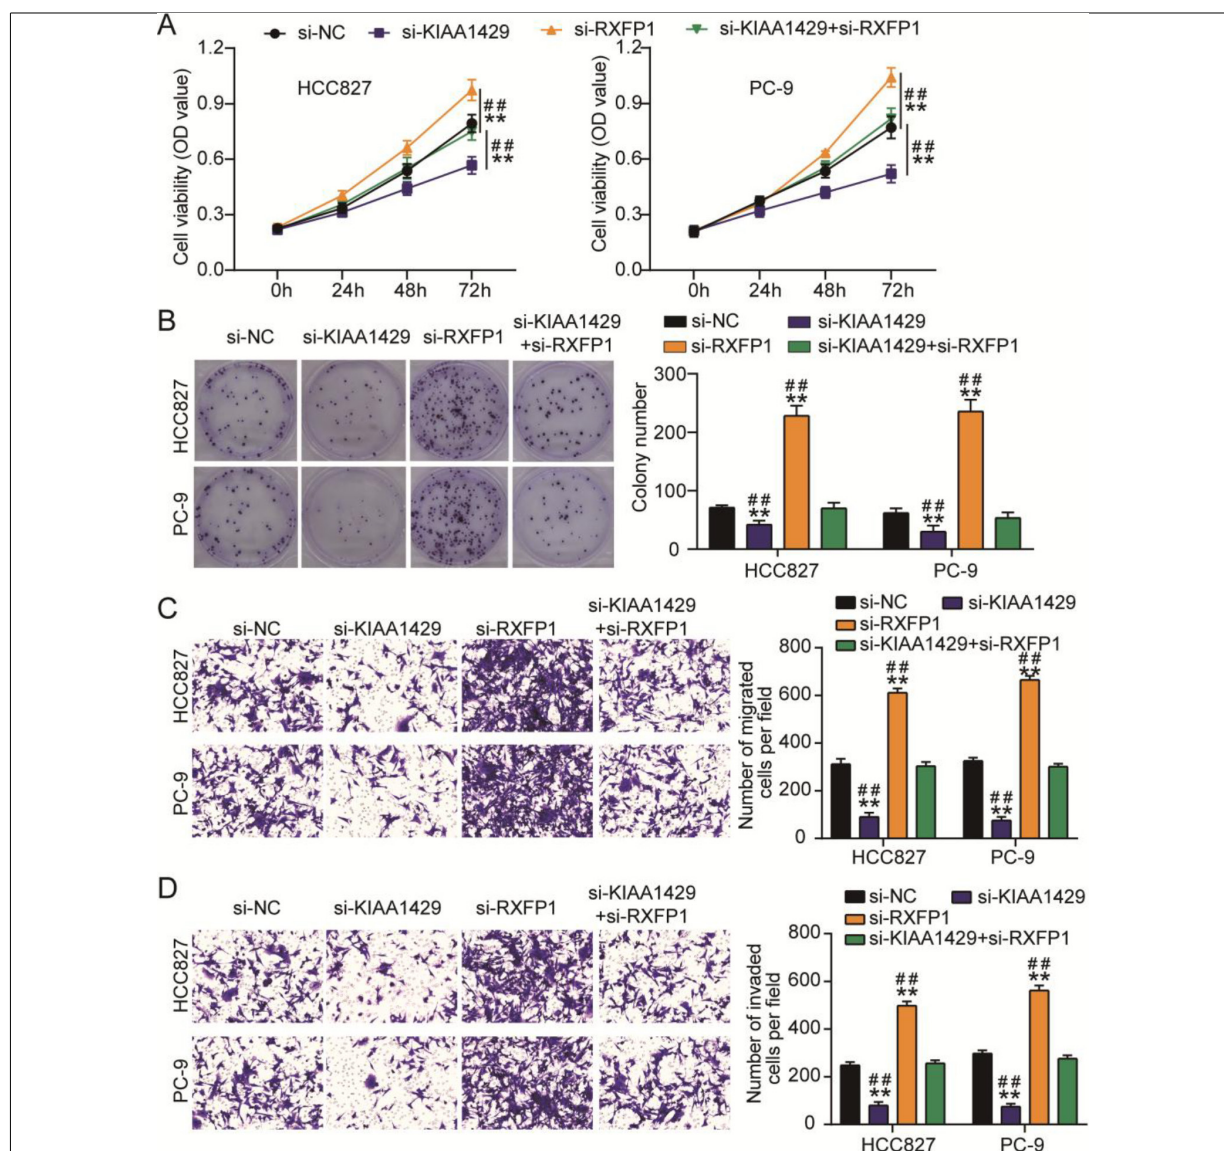 A
si-NC si-KIAA1429 si-RXFP1 si-KIAA1429+si-RXFP1
Cell viability (OD value)
1.2
0.9
0.6
0.3
0.0
HCC827
##
**
##
**
0h 24h 48h 72h
Cell viability (OD value)
1.2
0.9
0.6
0.3
0.0
PC-9
##
**
##
**
0h 24h 48h 72h
B
si-NC si-KIAA1429 si-RXFP1 si-KIAA1429
+si-RXFP1
HCC827
PC-9
si-NC si-KIAA1429
si-RXFP1 si-KIAA1429+si-RXFP1
Colony number
300
200
100
0
##
**
##
**
##
**
##
**
HCC827 PC-9
C
si-NC si-KIAA1429 si-RXFP1 si-KIAA1429
+si-RXFP1
HCC827
PC-9
si-NC si-KIAA1429
si-RXFP1
si-KIAA1429+si-RXFP1
Number of migrated
cells per field
800
600
400
200
0
##
**
##
**
##
**
##
**
HCC827 PC-9
D
si-NC si-KIAA1429 si-RXFP1 si-KIAA1429
+si-RXFP1
HCC827
PC-9
si-NC si-KIAA1429
si-RXFP1
si-KIAA1429+si-RXFP1
Number of invaded
cells per field
800
600
400
200
0
##
**
##
**
##
**
##
**
HCC827 PC-9